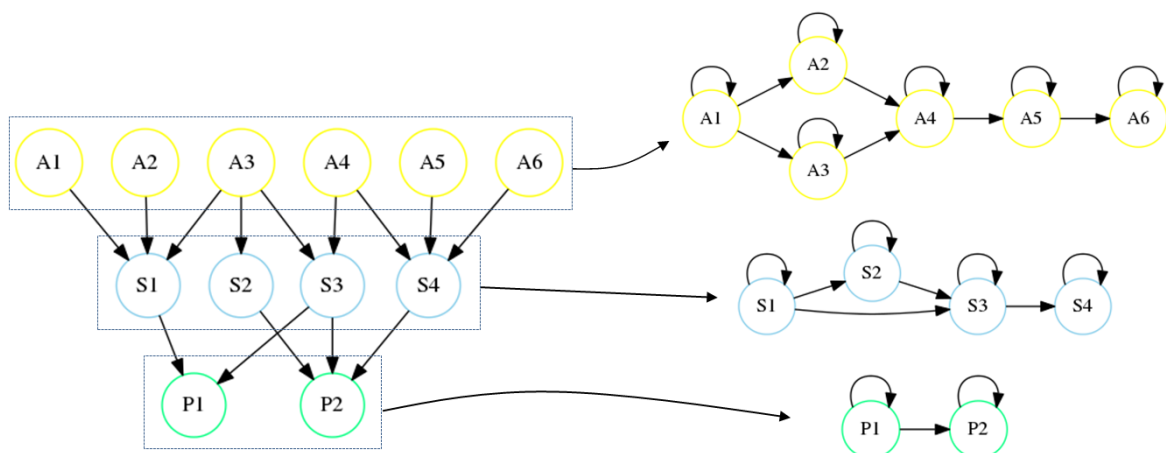 A1 A2 A3 A4 A5 A6
S1 S2 S3 S4
P1 P2
A2
A1 A4 A5 A6
A3
S2
S1 S3 S4
P1 P2